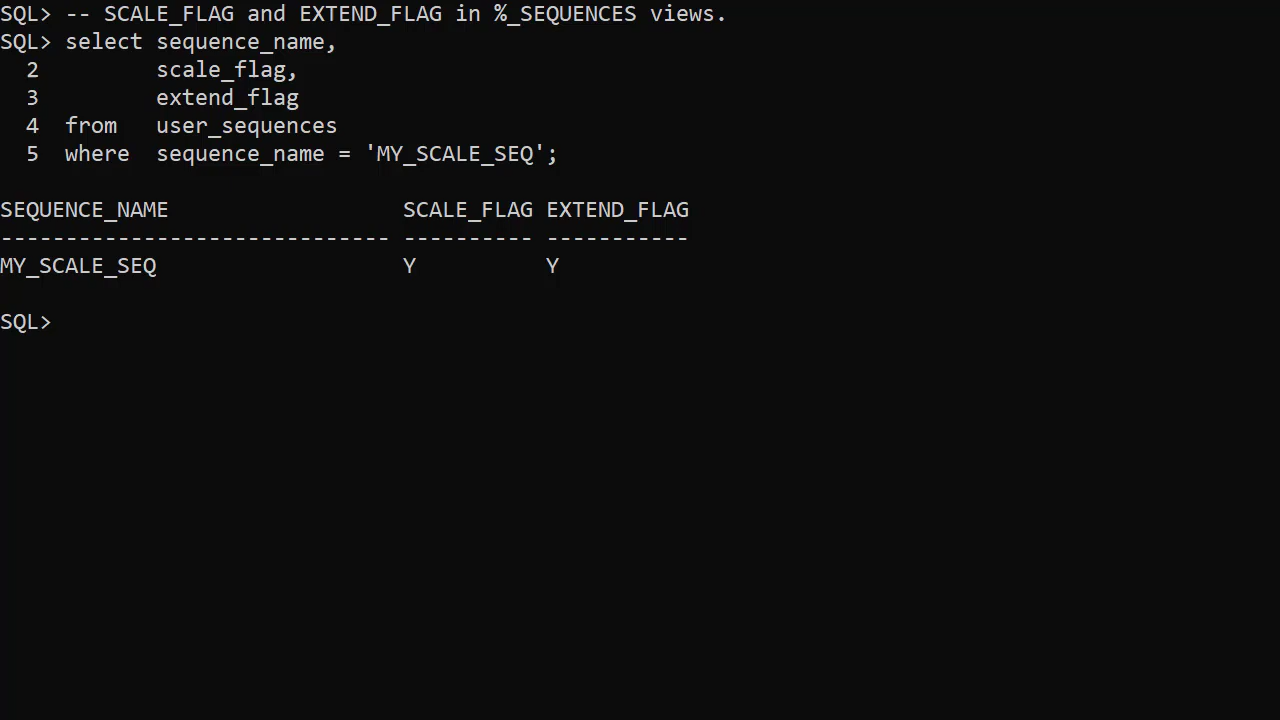 SQL> -- SCALE_FLAG and EXTEND_FLAG in %_SEQUENCES views.
SQL> select sequence_name,
  2         scale_flag,
  3         extend_flag
  4  from   user_sequences
  5  where  sequence_name = 'MY_SCALE_SEQ';
SEQUENCE_NAME                  SCALE_FLAG EXTEND_FLAG
------------------------------ ---------- -----------
MY_SCALE_SEQ                   Y          Y
SQL>